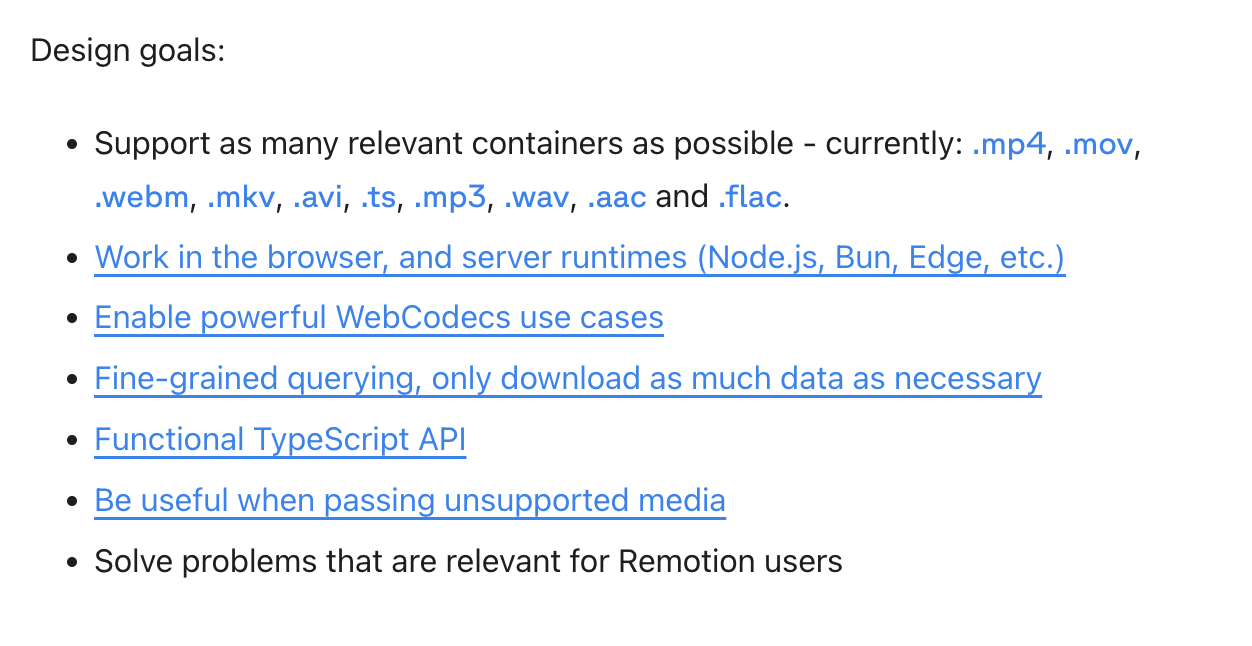 Design goals:
• Support as many relevant containers as possible - currently: .mp4, .mov,
.webm, .mkv, .avi, .ts, .mp3, .wav, .aac and .flac.
• Work in the browser, and server runtimes (Node.js, Bun, Edge, etc.)
• Enable powerful WebCodecs use cases
• Fine-grained querying, only download as much data as necessary
• Functional TypeScript API
• Be useful when passing unsupported media
• Solve problems that are relevant for Remotion users